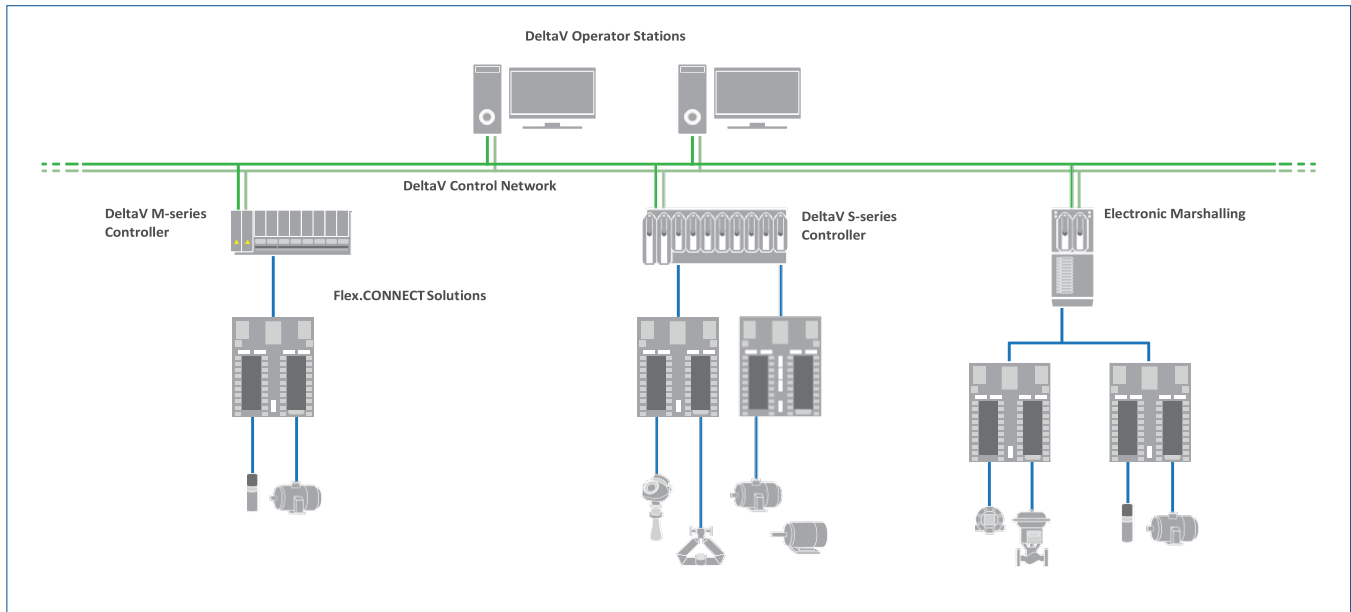 DeltaV Operator Stations
DeltaV Control Network
DeltaV M-series
Controller
DeltaV S-series
Controller
Electronic Marshalling
Flex.CONNECT Solutions